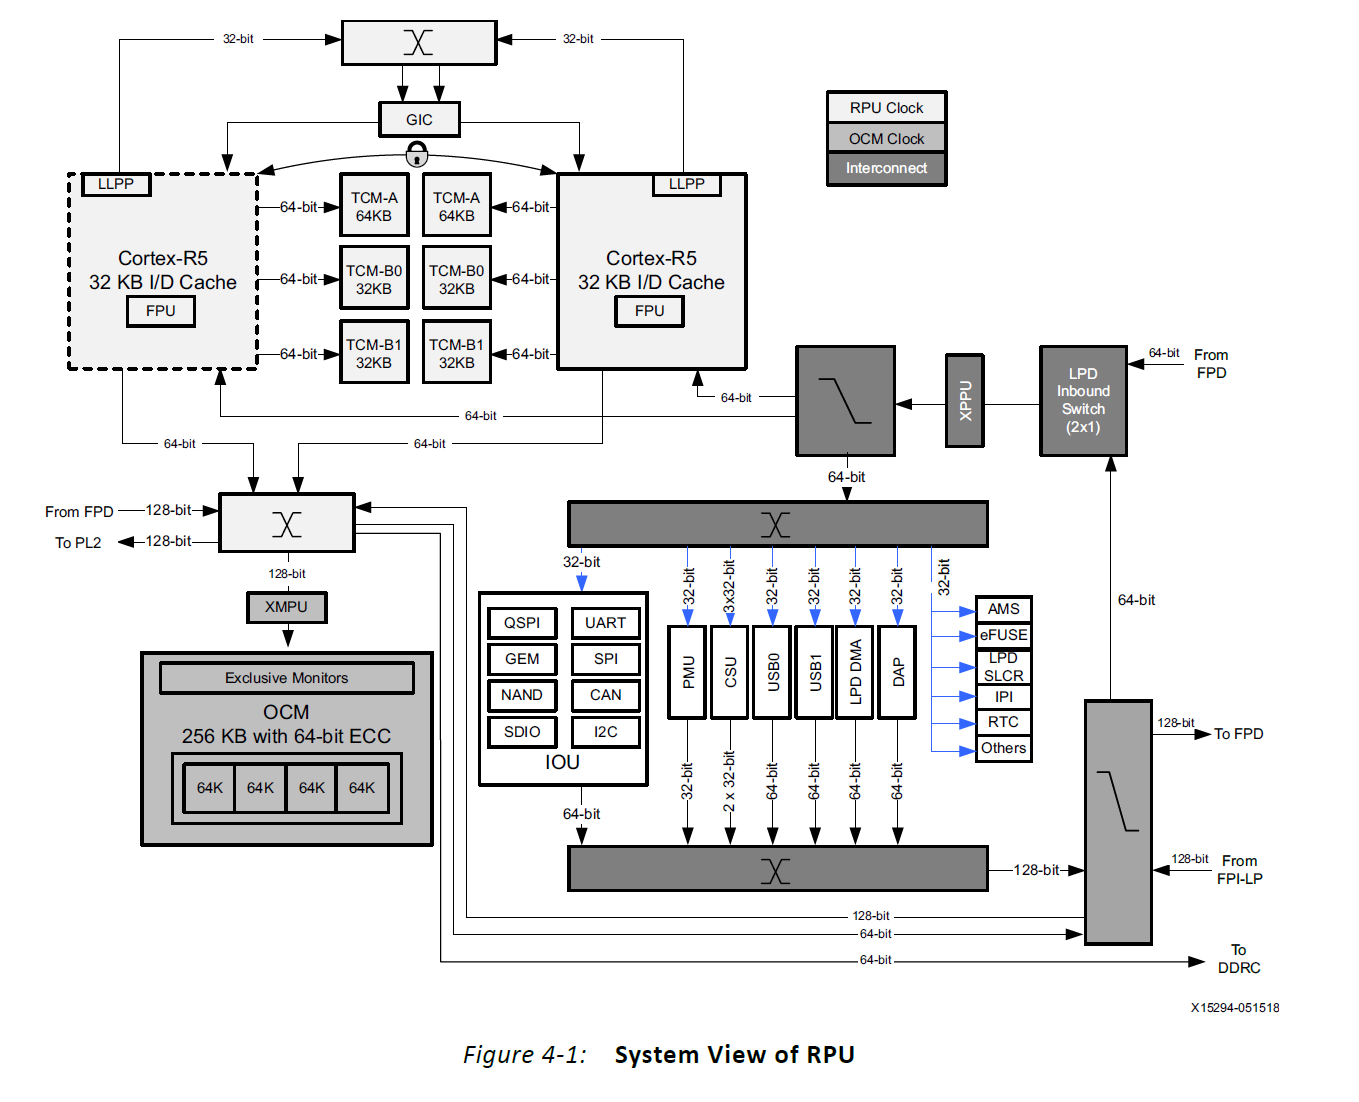 32-bit
32-bit
GIC
RPU Clock
OCM Clock
Interconnect
LLPP
LLPP
Cortex-R5
32 KB I/D Cache
FPU
64-bit
TCM-A
64KB
TCM-A
64KB
64-bit
64-bit
TCM-B0
32KB
TCM-B0
32KB
64-bit
64-bit
TCM-B1
32KB
TCM-B1
32KB
64-bit
Cortex-R5
32 KB I/D Cache
FPU
64-bit
From
FPD
LPD
Inbound
Switch
(2x1)
XPPU
64-bit
64-bit
64-bit
64-bit
64-bit
From FPD
128-bit
To PL2
128-bit
128-bit
XMPU
Exclusive Monitors
OCM
256 KB with 64-bit ECC
64K
64K
64K
64K
32-bit
QSPI
UART
GEM
SPI
NAND
CAN
SDIO
I2C
IOU
64-bit
32-bit
3x32-bit
32-bit
32-bit
32-bit
32-bit
32-bit
PMU
CSU
USB0
USB1
LPD DMA
DAP
AMS
eFUSE
LPD
SLCR
IPI
RTC
Others
32-bit
2 x 32-bit
64-bit
64-bit
64-bit
64-bit
64-bit
128-bit
To FPD
128-bit
128-bit
From
FPI-LP
128-bit
64-bit
64-bit
To
DDRC
X15294-051518
Figure 4-1: System View of RPU